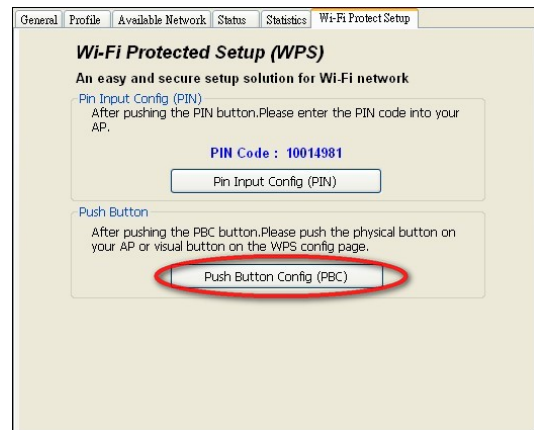 General Profile Available Network Status Statistics Wi-Fi Protect Setup
Wi-Fi Protected Setup (WPS)
An easy and secure setup solution for Wi-Fi network
Pin Input Config (PIN)
After pushing the PIN button.Please enter the PIN code into your
AP.
PIN Code : 10014981
Pin Input Config (PIN)
Push Button
After pushing the PBC button.Please push the physical button on
your AP or visual button on the WPS config page.
Push Button Config (PBC)